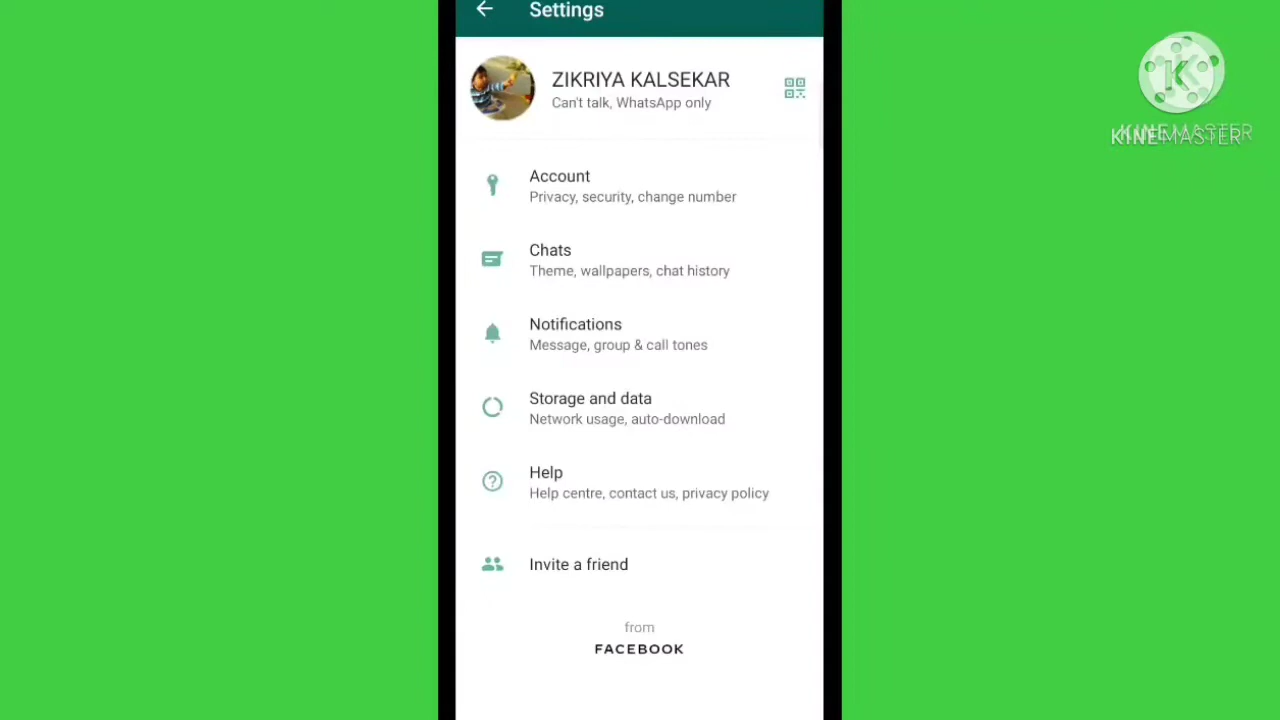 Settings
ZIKRIYA KALSEKAR
Can't talk, WhatsApp only
KINEMASTER
KINEMASTER
Account
Privacy, security, change number
Chats
Theme, wallpapers, chat history
Notifications
Message, group & call tones
Storage and data
Network usage, auto-download
Help
Help centre, contact us, privacy policy
Invite a friend
from
FACEBOOK